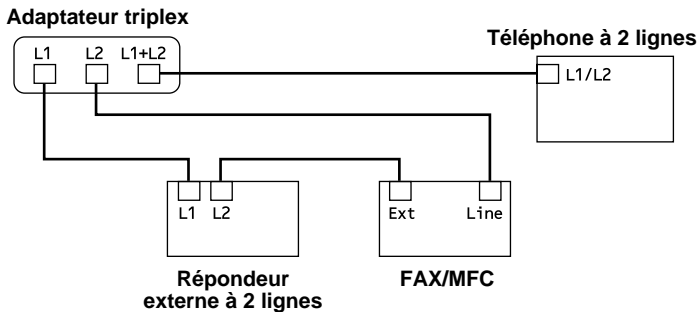 Adaptateur triplex
Téléphone à 2 lignes
L1 L2 L1+L2
L1/L2
L1 L2
Ext Line
Répondeur
externe à 2 lignes
FAX/MFC